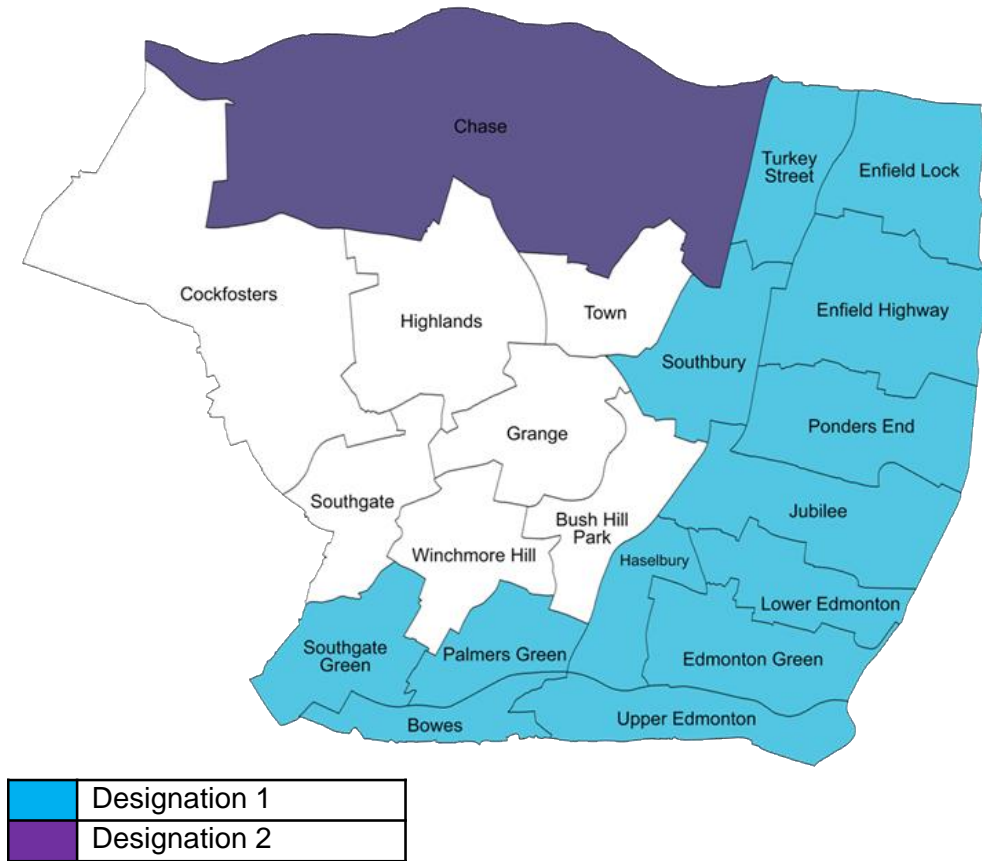 Chase
Turkey
Street
Enfield Lock
Cockfosters
Highlands
Town
Enfield Highway
Southbury
Grange
Ponders End
Southgate
Jubilee
Bush Hill
Park
Winchmore Hill
Haselbury
Lower Edmonton
Southgate
Green
Palmers Green
Edmonton Green
Bowes
Upper Edmonton
Designation 1
Designation 2